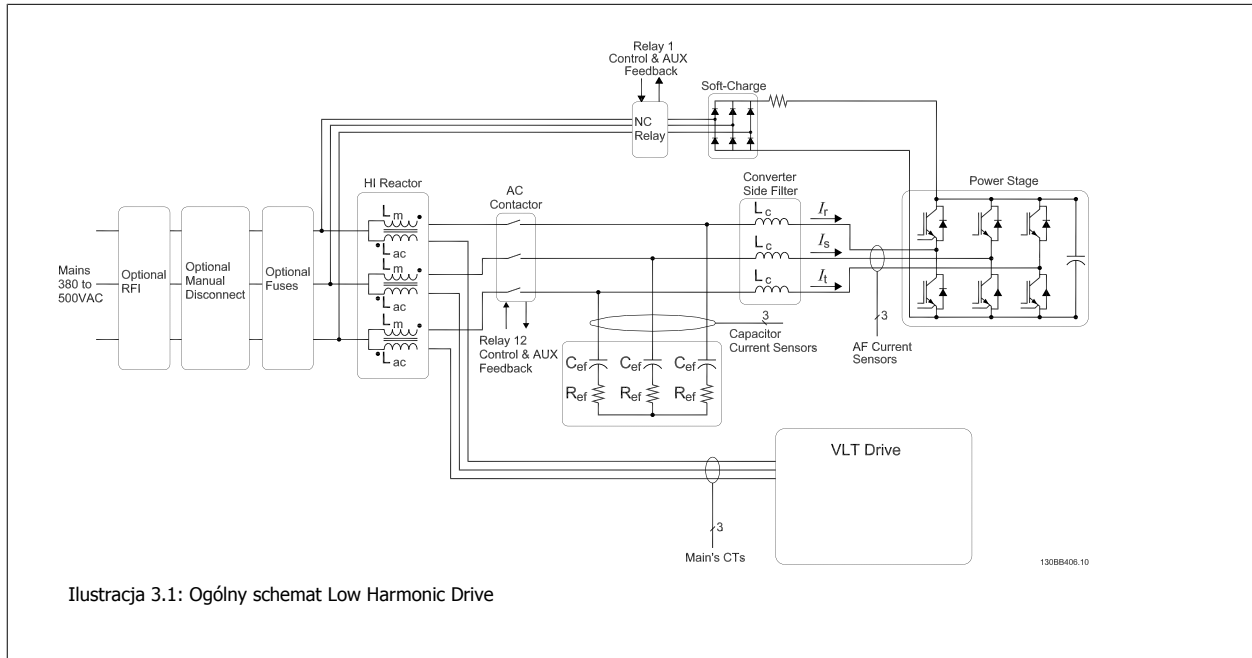 Relay 1
Control & AUX
Feedback
Soft-Charge
NC
Relay
HI Reactor
AC
Contactor
Converter
Side Filter
Power Stage
Mains
380 to
500VAC
Optional
RFI
Optional
Manual
Disconnect
Optional
Fuses
Lm
Lac
Lm
Lac
Lm
Lac
Lc
Lc
Lc
Ir
Is
It
Relay 12
Control & AUX
Feedback
3
Capacitor
Current Sensors
3
AF Current
Sensors
Cef
Cef
Cef
Ref
Ref
Ref
VLT Drive
3
Main's CTs
130BB406.10
Ilustracja 3.1: Ogólny schemat Low Harmonic Drive